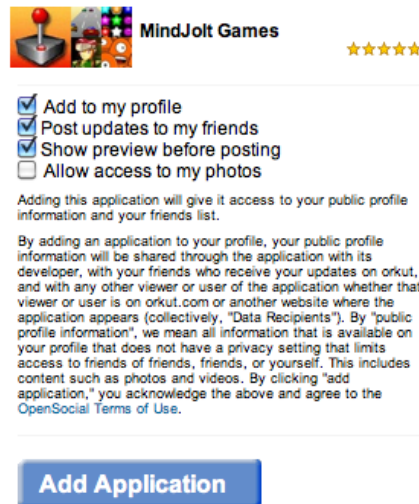 MindJolt Games
Add to my profile
Post updates to my friends
Show preview before posting
Allow access to my photos
Adding this application will give it access to your public profile
information and your friends list.
By adding an application to your profile, your public profile
information will be shared through the application with its
developer, with your friends who receive your updates on orkut,
and with any other viewer or user of the application whether that
viewer or user is on orkut.com or another website where the
application appears (collectively, "Data Recipients"). By "public
profile information", we mean all information that is available on
your profile that does not have a privacy setting that limits
access to friends of friends, friends, or yourself. This includes
content such as photos and videos. By clicking "add
application," you acknowledge the above and agree to the
OpenSocial Terms of Use.
Add Application